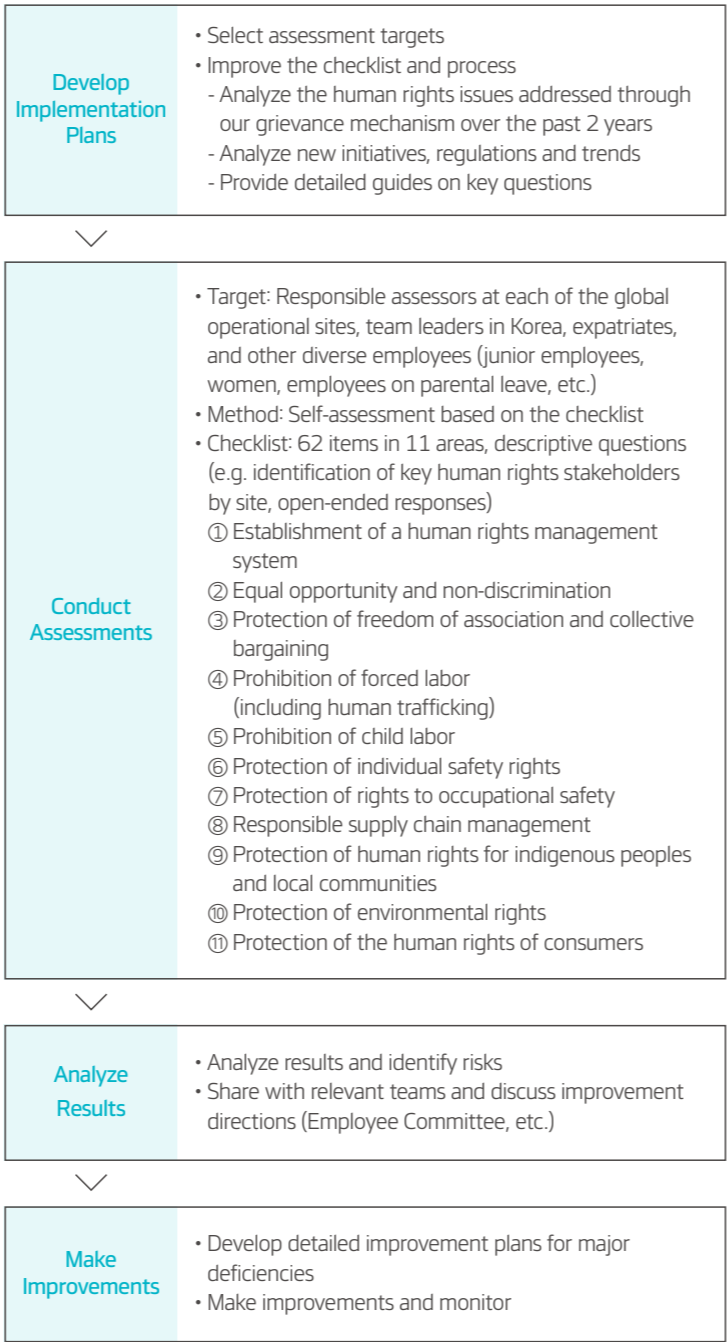 Develop
Implementation
Plans
• Select assessment targets
• Improve the checklist and process
- Analyze the human rights issues addressed through
our grievance mechanism over the past 2 years
- Analyze new initiatives, regulations and trends
- Provide detailed guides on key questions
Conduct
Assessments
• Target: Responsible assessors at each of the global
operational sites, team leaders in Korea, expatriates,
and other diverse employees (junior employees,
women, employees on parental leave, etc.)
• Method: Self-assessment based on the checklist
• Checklist: 62 items in 11 areas, descriptive questions
(e.g. identification of key human rights stakeholders
by site, open-ended responses)
① Establishment of a human rights management
system
② Equal opportunity and non-discrimination
③ Protection of freedom of association and collective
bargaining
④ Prohibition of forced labor
(including human trafficking)
⑤ Prohibition of child labor
⑥ Protection of individual safety rights
⑦ Protection of rights to occupational safety
⑧ Responsible supply chain management
⑨ Protection of human rights for indigenous peoples
and local communities
⑩ Protection of environmental rights
⑪ Protection of the human rights of consumers
Analyze
Results
• Analyze results and identify risks
• Share with relevant teams and discuss improvement
directions (Employee Committee, etc.)
Make
Improvements
• Develop detailed improvement plans for major
deficiencies
• Make improvements and monitor